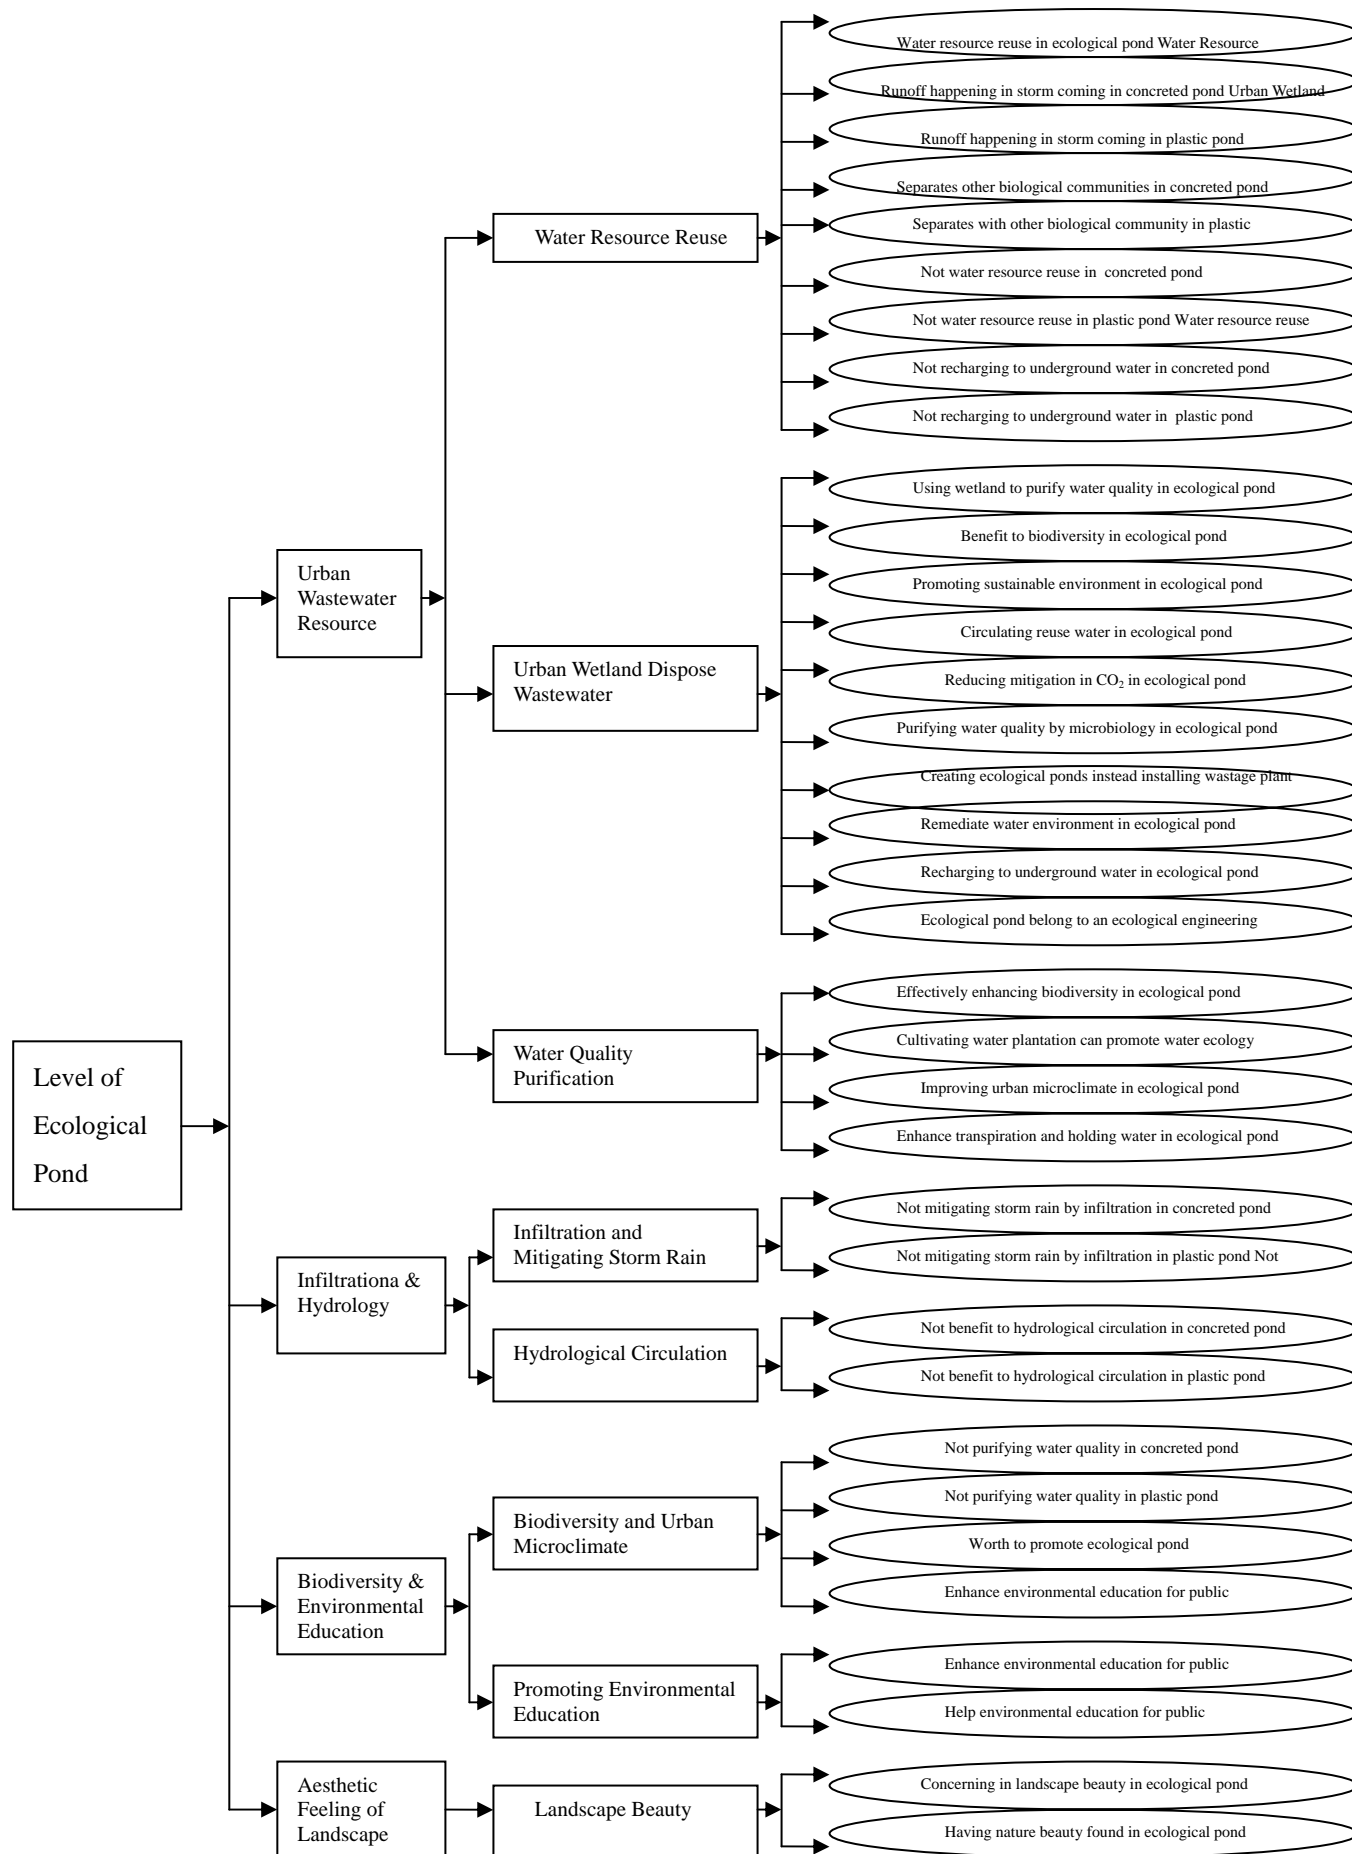 Level of
Ecological
Pond
Urban
Wastewater
Resource
Infiltrationa &
Hydrology
Biodiversity &
Environmental
Education
Aesthetic
Feeling of
Landscape
Water Resource Reuse
Urban Wetland Dispose
Wastewater
Water Quality
Purification
Infiltration and
Mitigating Storm Rain
Hydrological Circulation
Biodiversity and Urban
Microclimate
Promoting Environmental
Education
Landscape Beauty
Water resource reuse in ecological pond Water Resource
Runoff happening in storm coming in concreted pond Urban Wetland
Runoff happening in storm coming in plastic pond
Separates other biological communities in concreted pond
Separates with other biological community in plastic
Not water resource reuse in concreted pond
Not water resource reuse in plastic pond Water resource reuse
Not recharging to underground water in concreted pond
Not recharging to underground water in plastic pond
Using wetland to purify water quality in ecological pond
Benefit to biodiversity in ecological pond
Promoting sustainable environment in ecological pond
Circulating reuse water in ecological pond
Reducing mitigation in CO₂ in ecological pond
Purifying water quality by microbiology in ecological pond
Creating ecological ponds instead installing wastage plant
Remediate water environment in ecological pond
Recharging to underground water in ecological pond
Ecological pond belong to an ecological engineering
Effectively enhancing biodiversity in ecological pond
Cultivating water plantation can promote water ecology
Improving urban microclimate in ecological pond
Enhance transpiration and holding water in ecological pond
Not mitigating storm rain by infiltration in concreted pond
Not mitigating storm rain by infiltration in plastic pond Not
Not benefit to hydrological circulation in concreted pond
Not benefit to hydrological circulation in plastic pond
Not purifying water quality in concreted pond
Not purifying water quality in plastic pond
Worth to promote ecological pond
Enhance environmental education for public
Enhance environmental education for public
Help environmental education for public
Concerning in landscape beauty in ecological pond
Having nature beauty found in ecological pond